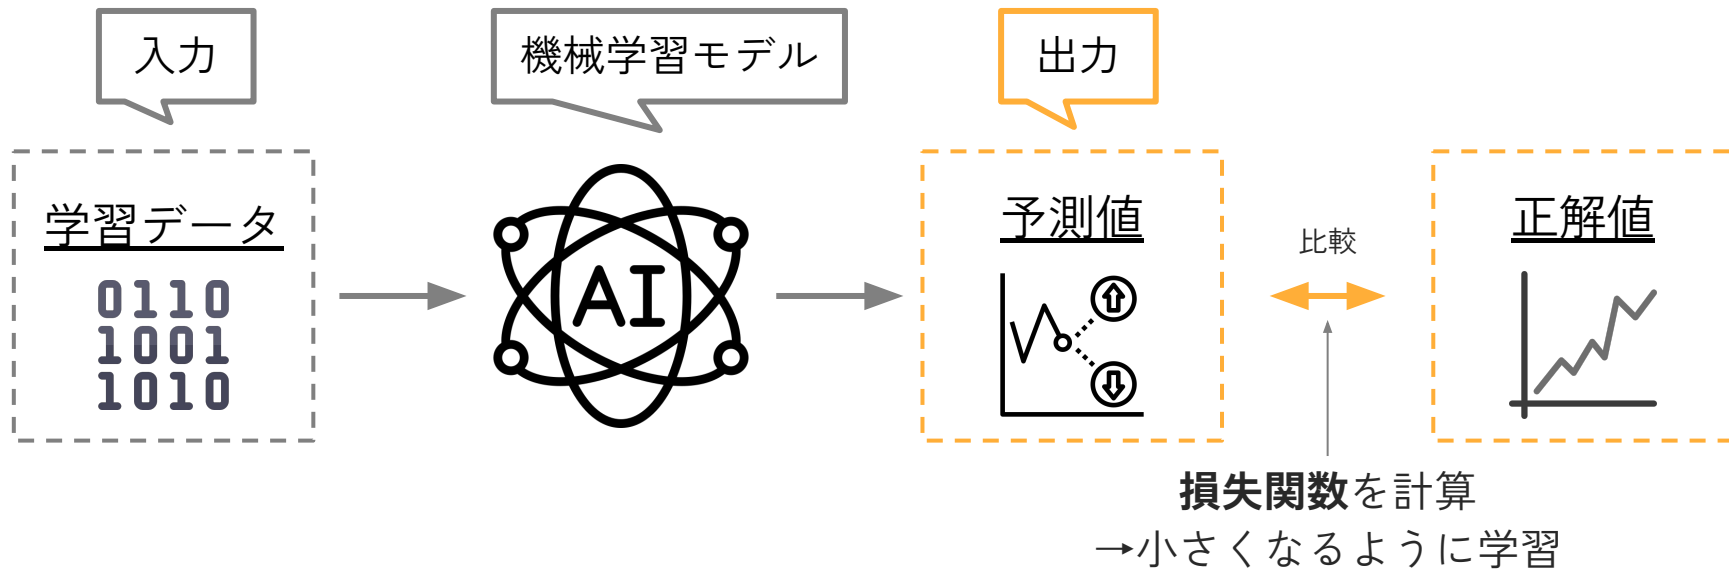 入力
機械学習モデル
出力
学習データ
0110
1001
1010
AI
予測値
比較
正解値
損失関数を計算
→小さくなるように学習